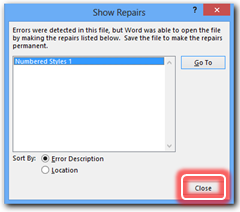 Show Repairs
Errors were detected in this file, but Word was able to open the file
by making the repairs listed below.  Save the file to make the repairs
permanent.
Numbered Styles 1
Go To
Sort By:
Error Description
Location
Close